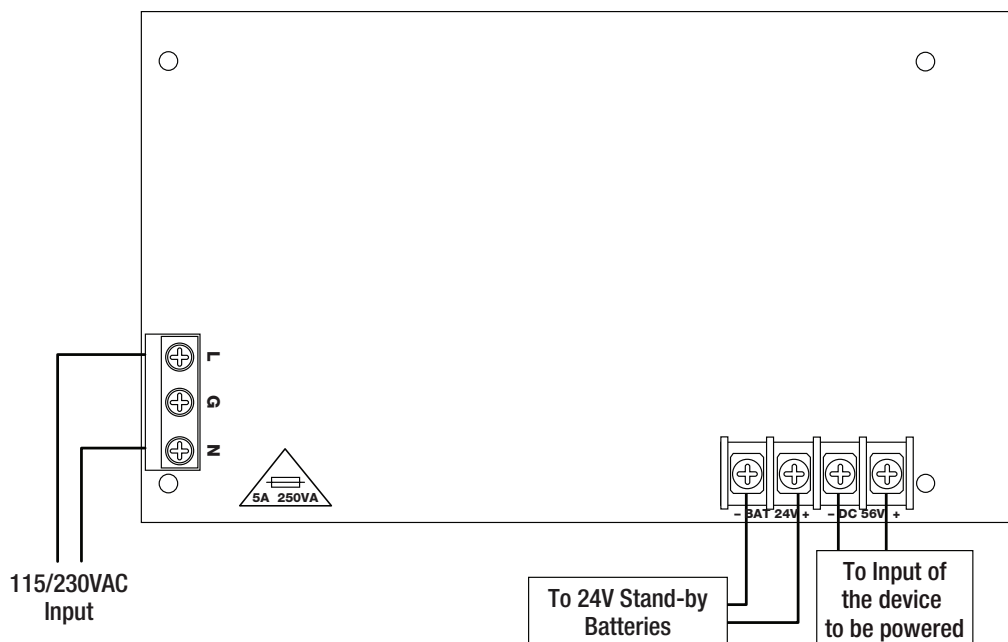 L
G
N
5A 250VA
– BAT 24V +
– DC 56V +
115/230VAC
Input
To 24V Stand-by
Batteries
To Input of
the device
to be powered